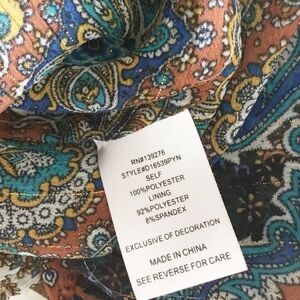 RN#139276
STYLE#D16539PYN
SELF
100%POLYESTER
LINING
92%POLYESTER
8%SPANDEX
EXCLUSIVE OF DECORATION
MADE IN CHINA
SEE REVERSE FOR CARE